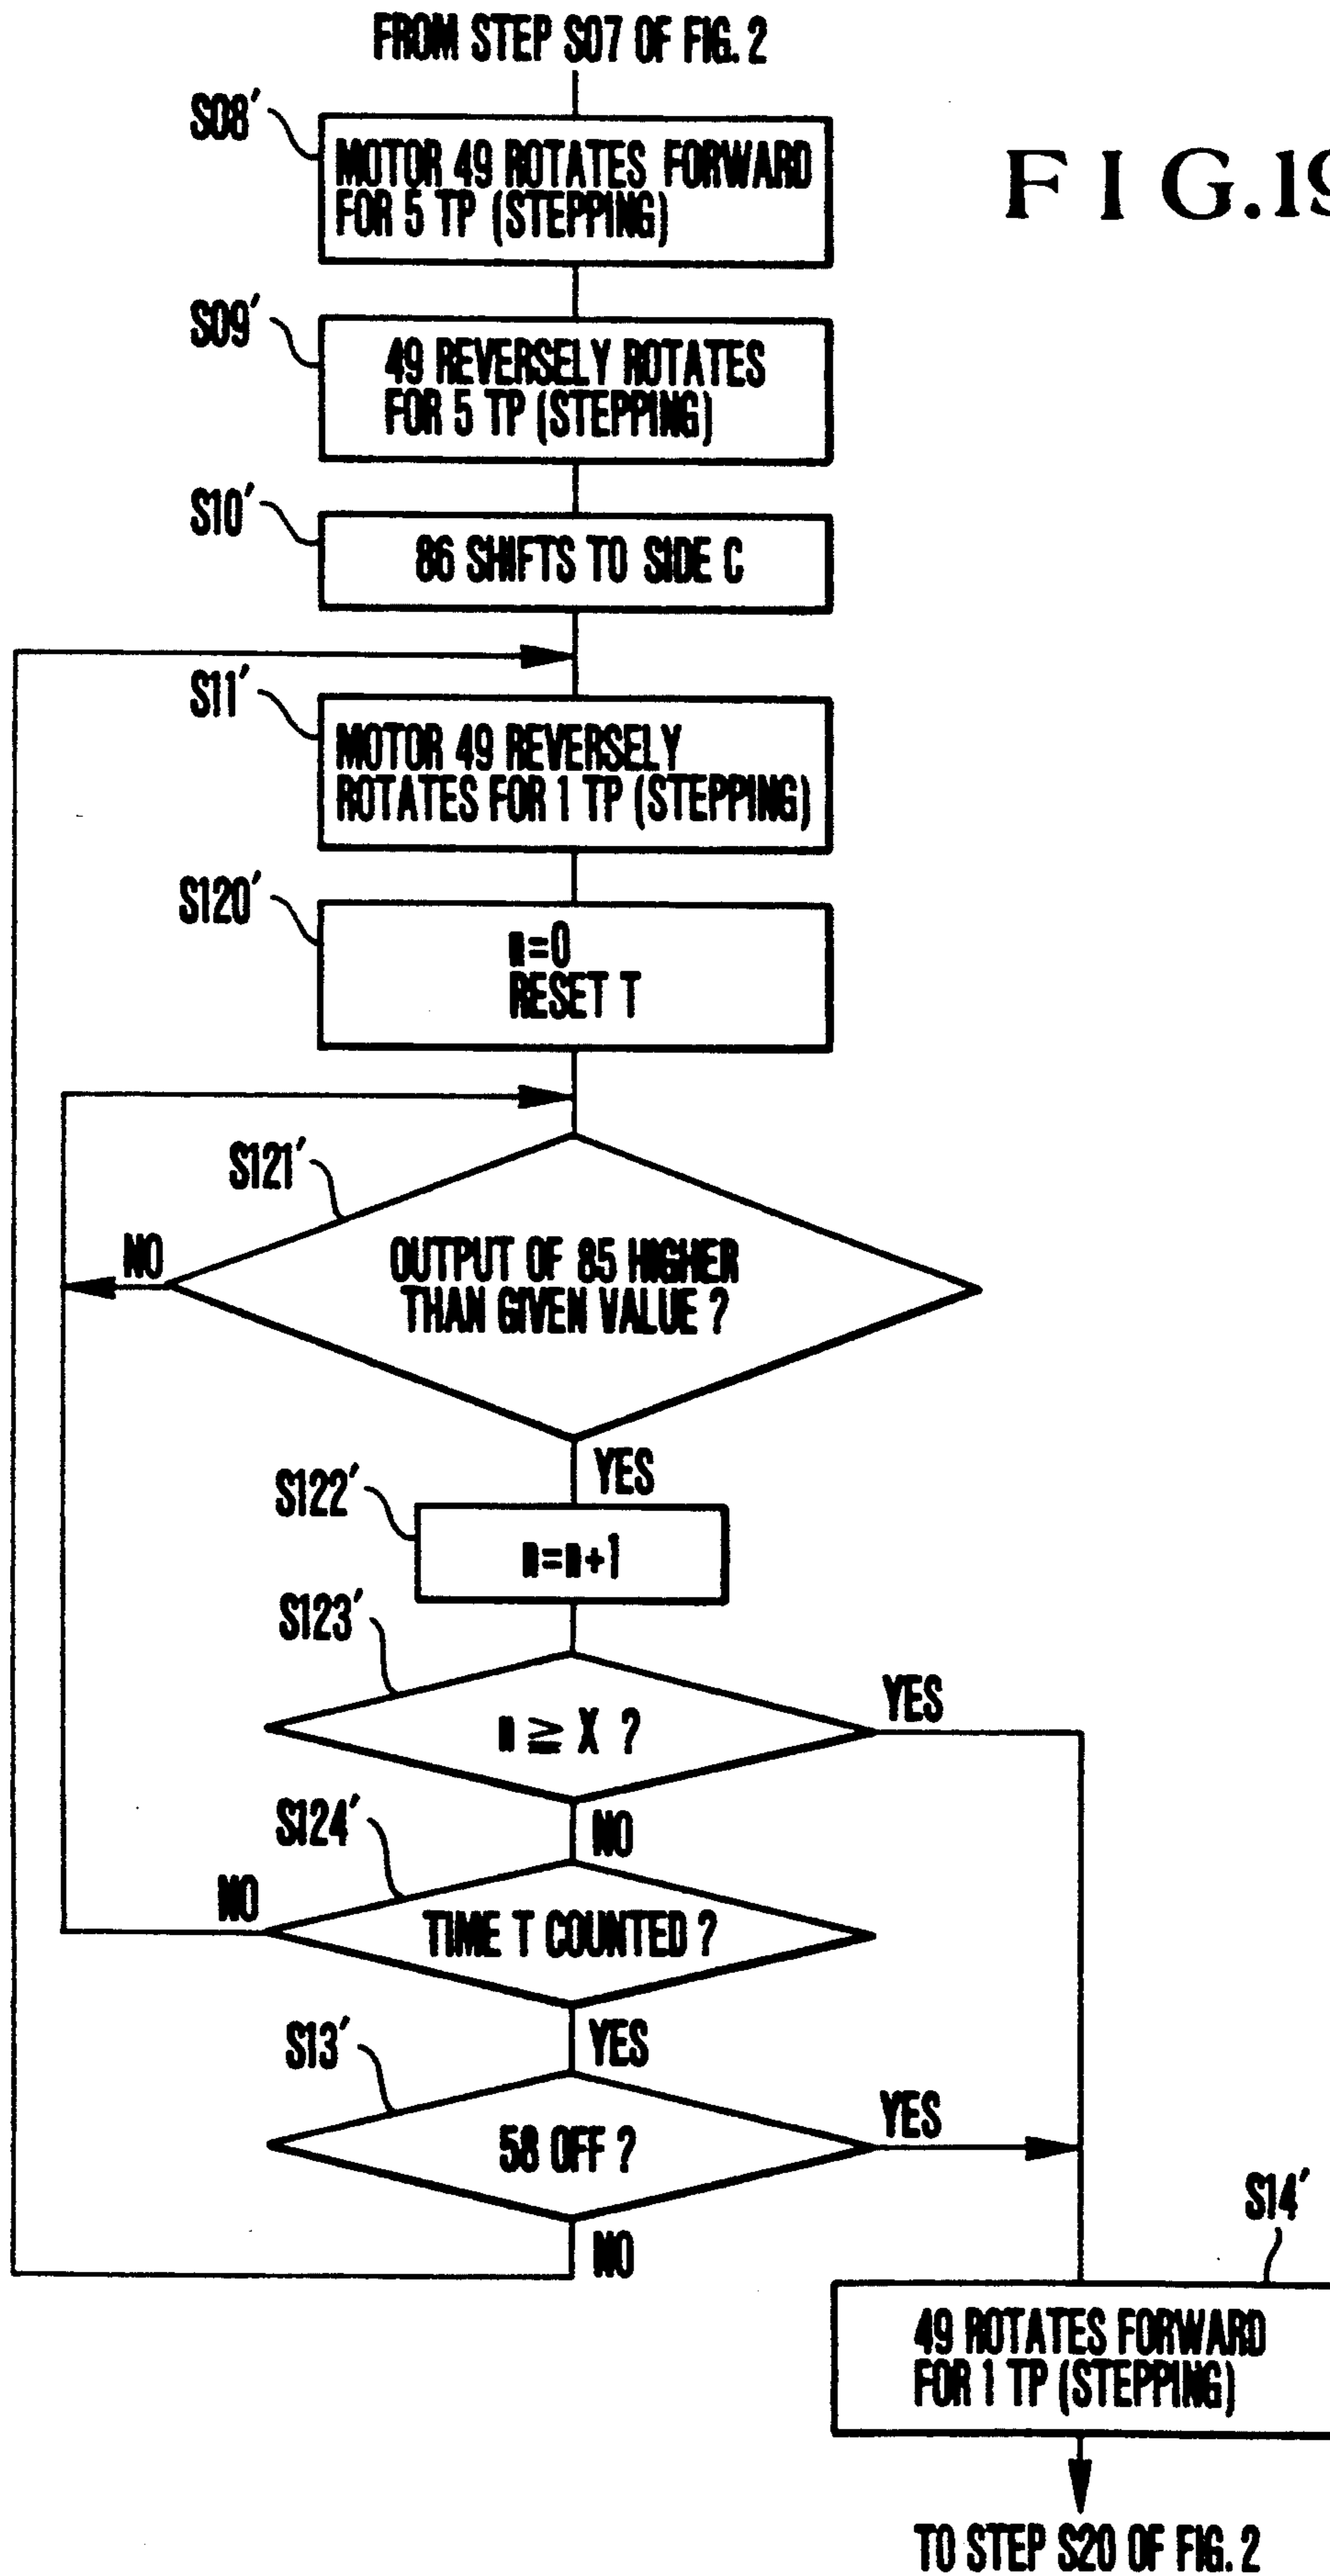 FROM STEP S07 OF FIG. 2
S08′
MOTOR 49 ROTATES FORWARD
FOR 5 TP (STEPPING)
FIG.19
S09′
49 REVERSELY ROTATES
FOR 5 TP (STEPPING)
S10′
86 SHIFTS TO SIDE C
S11′
MOTOR 49 REVERSELY
ROTATES FOR 1 TP (STEPPING)
S120′
n=0
RESET T
S121′
OUTPUT OF 85 HIGHER
THAN GIVEN VALUE ?
NO
YES
S122′
n=n+1
S123′
n ≧ X ?
YES
NO
S124′
TIME T COUNTED ?
NO
YES
S13′
58 OFF ?
YES
NO
S14′
49 ROTATES FORWARD
FOR 1 TP (STEPPING)
TO STEP S20 OF FIG. 2